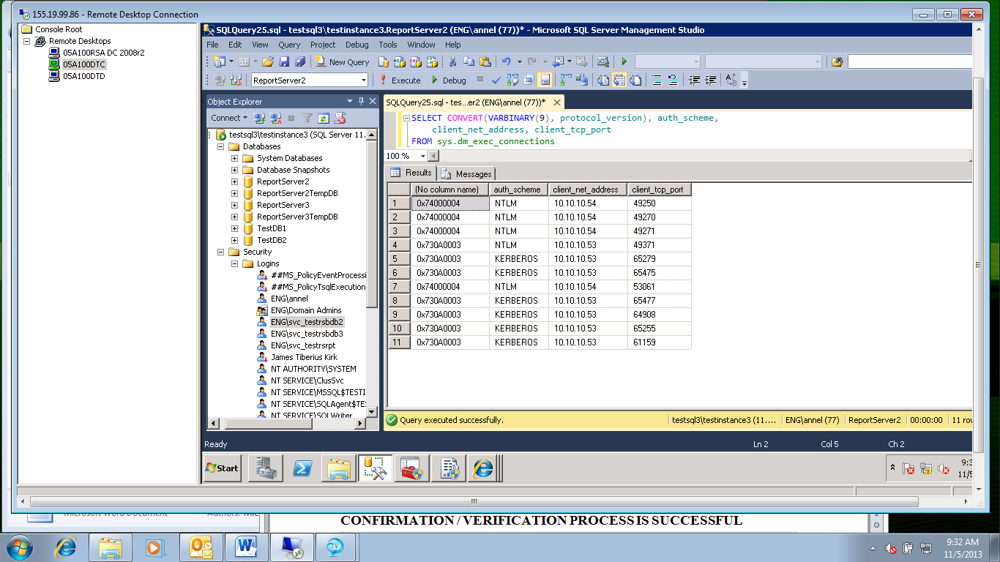 155.19.99.86 - Remote Desktop Connection
Console Root
Remote Desktops
05A100RSA DC 2008r2
05A100DTC
05A100DTD
SQLQuery25.sql - testsql3\testinstance3.ReportServer2 (ENG\annel (77))* - Microsoft SQL Server Management Studio
File Edit View Query Project Debug Tools Window Help
New Query
ReportServer2 Execute Debug
Object Explorer
Connect
testsql3\testinstance3 (SQL Server 11.
Databases
System Databases
Database Snapshots
ReportServer2
ReportServer2TempDB
ReportServer3
ReportServer3TempDB
TestDB1
TestDB2
Security
Logins
##MS_PolicyEventProcessi
##MS_PolicyTsqlExecution
ENG\annel
ENG\Domain Admins
ENG\svc_testrsbdb2
ENG\svc_testrsbdb3
ENG\svc_testrsrpt
James Tiberius Kirk
NT AUTHORITY\SYSTEM
NT SERVICE\ClusSvc
NT SERVICE\MSSQL$TESTI
NT SERVICE\SQLAgent$TES
NT SERVICE\SQLWriter
SQLQuery25.sql - tes...er2 (ENG\annel (77))*
SELECT CONVERT(VARBINARY(9), protocol_version), auth_scheme,
client_net_address, client_tcp_port
FROM sys.dm_exec_connections
100 %
Results Messages
(No column name) auth_scheme client_net_address client_tcp_port
1 0x74000004 NTLM 10.10.10.54 49250
2 0x74000004 NTLM 10.10.10.54 49270
3 0x74000004 NTLM 10.10.10.54 49271
4 0x730A0003 NTLM 10.10.10.53 49371
5 0x730A0003 KERBEROS 10.10.10.53 65279
6 0x730A0003 KERBEROS 10.10.10.53 65475
7 0x74000004 NTLM 10.10.10.54 53061
8 0x730A0003 KERBEROS 10.10.10.53 65477
9 0x730A0003 KERBEROS 10.10.10.53 64908
10 0x730A0003 KERBEROS 10.10.10.53 65255
11 0x730A0003 KERBEROS 10.10.10.53 61159
Query executed successfully. testsql3\testinstance3 (11.... ENG\annel (77) ReportServer2 00:00:00 11 rov
Ready Ln 2 Col 5 Ch 2
Start
9:3
11/5
Microsoft Word Document Authors: Mic
CONFIRMATION / VERIFICATION PROCESS IS SUCCESSFUL
9:32 AM
11/5/2013